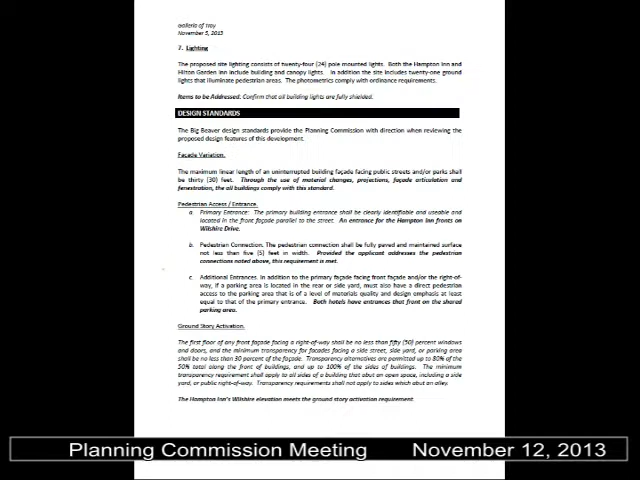 Galleria of Troy
November 5, 2013
7. Lighting
The proposed site lighting consists of twenty-four (24) pole mounted lights. Both the Hampton Inn and
Hilton Garden Inn include building and canopy lights. In addition the site includes twenty-one ground
lights that illuminate pedestrian areas. The photometrics comply with ordinance requirements.
Items to be Addressed: Confirm that all building lights are fully shielded.
DESIGN STANDARDS
The Big Beaver design standards provide the Planning Commission with direction when reviewing the
proposed design features of this development.
Façade Variation.
The maximum linear length of an uninterrupted building façade facing public streets and/or parks shall
be thirty (30) feet. Through the use of material changes, projections, façade articulation and
fenestration, the all buildings comply with this standard.
Pedestrian Access / Entrance.
a Primary Entrance: The primary building entrance shall be clearly identifiable and useable and
located in the front façade parallel to the street. An entrance for the Hampton Inn fronts on
Wilshire Drive.
b. Pedestrian Connection. The pedestrian connection shall be fully paved and maintained surface
not less than five (5) feet in width. Provided the applicant addresses the pedestrian
connections noted above, this requirement is met.
c. Additional Entrances. In addition to the primary façade facing front façade and/or the right-of-
way, if a parking area is located in the rear or side yard, must also have a direct pedestrian
access to the parking area that is of a level of materials quality and design emphasis at least
equal to that of the primary entrance. Both hotels have entrances that front on the shared
parking area.
Ground Story Activation.
The first floor of any front façade facing a right-of-way shall be no less than fifty (50) percent windows
and doors, and the minimum transparency for facades facing a side street, side yard, or parking area
shall be no less than 30 percent of the façade. Transparency alternatives are permitted up to 80% of the
50% total along the front of buildings, and up to 100% of the sides of buildings. The minimum
transparency requirement shall apply to all sides of a building that abut an open space, including a side
yard, or public right-of-way. Transparency requirements shall not apply to sides which abut an alley.
The Hampton Inn's Wilshire elevation meets the ground story activation requirement.
Planning Commission Meeting November 12, 2013